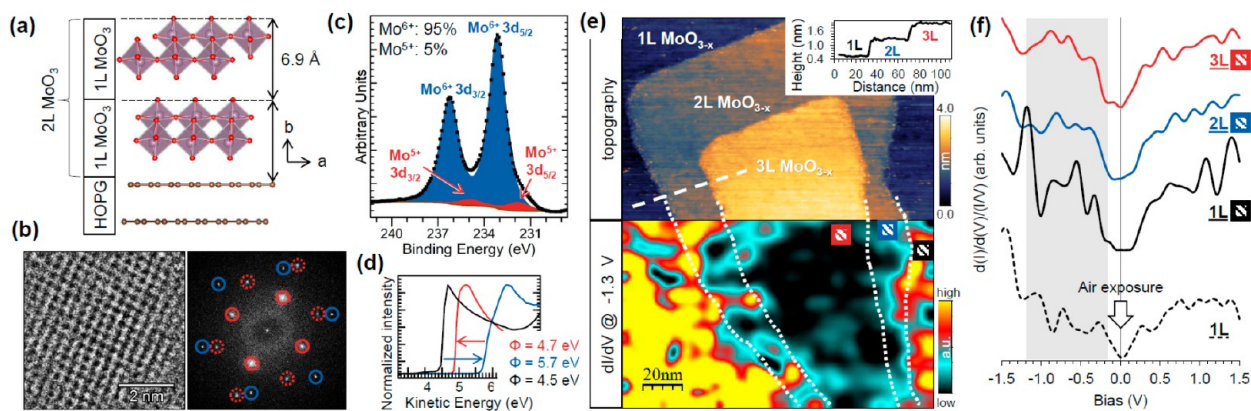 (a)
2L MoO₃
1L MoO₃
1L MoO₃
HOPG
6.9 Å
b
a
(b)
2 nm
(c)
Mo⁶⁺: 95%
Mo⁵⁺: 5%
Mo⁶⁺ 3d₅/₂
Mo⁶⁺ 3d₃/₂
Mo⁵⁺
3d₃/₂
Mo⁵⁺
3d₅/₂
Arbitrary Units
240 237 234 231
Binding Energy (eV)
(d)
Normalized intensity
Φ = 4.7 eV
Φ = 5.7 eV
Φ = 4.5 eV
4 5 6
Kinetic Energy (eV)
(e)
topography
1L MoO₃₋ₓ
2L MoO₃₋ₓ
3L MoO₃₋ₓ
Height (nm)
1.6
1.2
0.8
0.4
1L
2L
3L
0 20 40 60 80 100
Distance (nm)
4.0
nm
0.0
dI/dV @ -1.3 V
20nm
high
a.u.
low
(f)
d(I)/d(V)/(I/V) (arb. units)
3L
2L
1L
Air exposure
1L
-1.5 -1.0 -0.5 0.0 0.5 1.0 1.5
Bias (V)